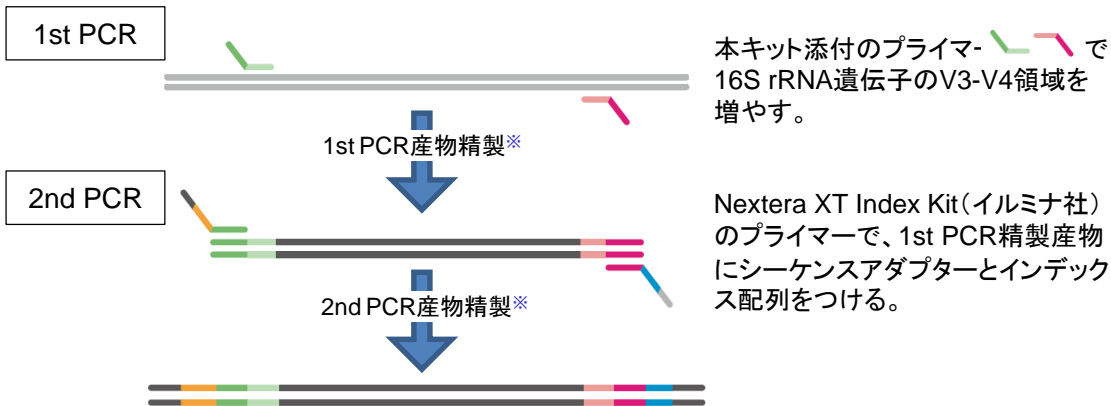 1st PCR
本キット添付のプライマ- で
16S rRNA遺伝子のV3-V4領域を
増やす。
1st PCR産物精製※
2nd PCR
Nextera XT Index Kit(イルミナ社)
のプライマーで、1st PCR精製産物
にシーケンスアダプターとインデック
ス配列をつける。
2nd PCR産物精製※